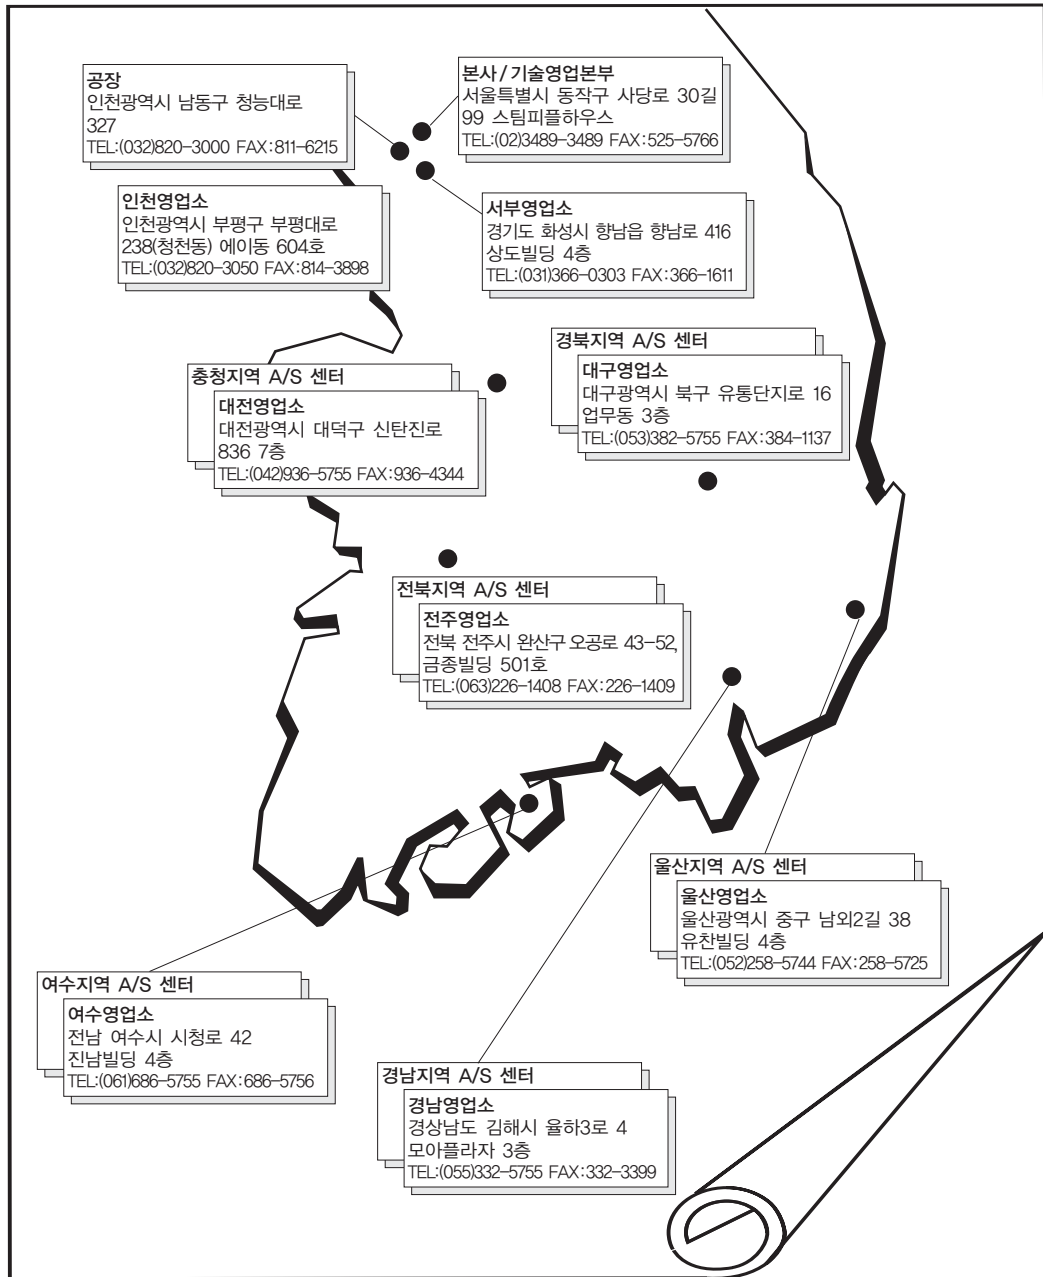 공장
인천광역시 남동구 청능대로
327
TEL:(032)820-3000 FAX:811-6215
본사/기술영업본부
서울특별시 동작구 사당로 30길
99 스팀피플하우스
TEL:(02)3489-3489 FAX:525-5766
인천영업소
인천광역시 부평구 부평대로
238(청천동) 에이동 604호
TEL:(032)820-3050 FAX:814-3898
서부영업소
경기도 화성시 향남읍 향남로 416
상도빌딩 4층
TEL:(031)366-0303 FAX:366-1611
충청지역 A/S 센터
대전영업소
대전광역시 대덕구 신탄진로
836 7층
TEL:(042)936-5755 FAX:936-4344
경북지역 A/S 센터
대구영업소
대구광역시 북구 유통단지로 16
업무동 3층
TEL:(053)382-5755 FAX:384-1137
전북지역 A/S 센터
전주영업소
전북 전주시 완산구 오공로 43-52,
금종빌딩 501호
TEL:(063)226-1408 FAX:226-1409
울산지역 A/S 센터
울산영업소
울산광역시 중구 남외2길 38
유찬빌딩 4층
TEL:(052)258-5744 FAX:258-5725
여수지역 A/S 센터
여수영업소
전남 여수시 시청로 42
진남빌딩 4층
TEL:(061)686-5755 FAX:686-5756
경남지역 A/S 센터
경남영업소
경상남도 김해시 율하3로 4
모아플라자 3층
TEL:(055)332-5755 FAX:332-3399